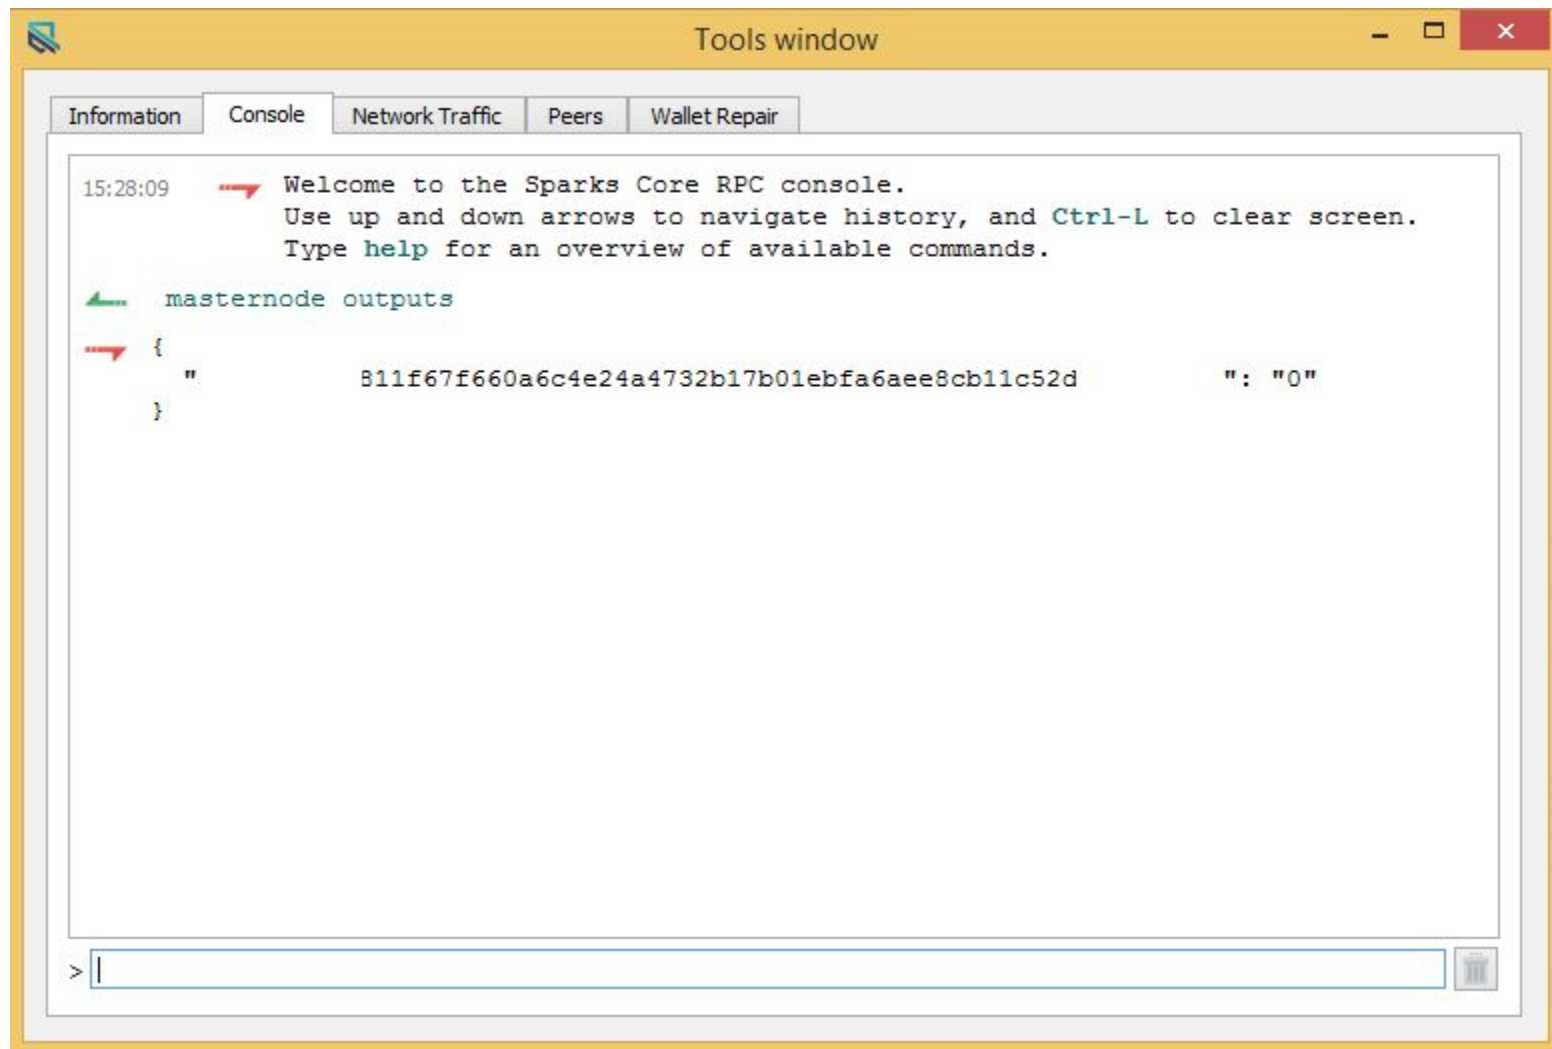 Tools window
Information Console Network Traffic Peers Wallet Repair
15:28:09 Welcome to the Sparks Core RPC console.
Use up and down arrows to navigate history, and Ctrl-L to clear screen.
Type help for an overview of available commands.
masternode outputs
{
" 811f67f660a6c4e24a4732b17b01ebfa6aee8cb11c52d ": "0"
}
>